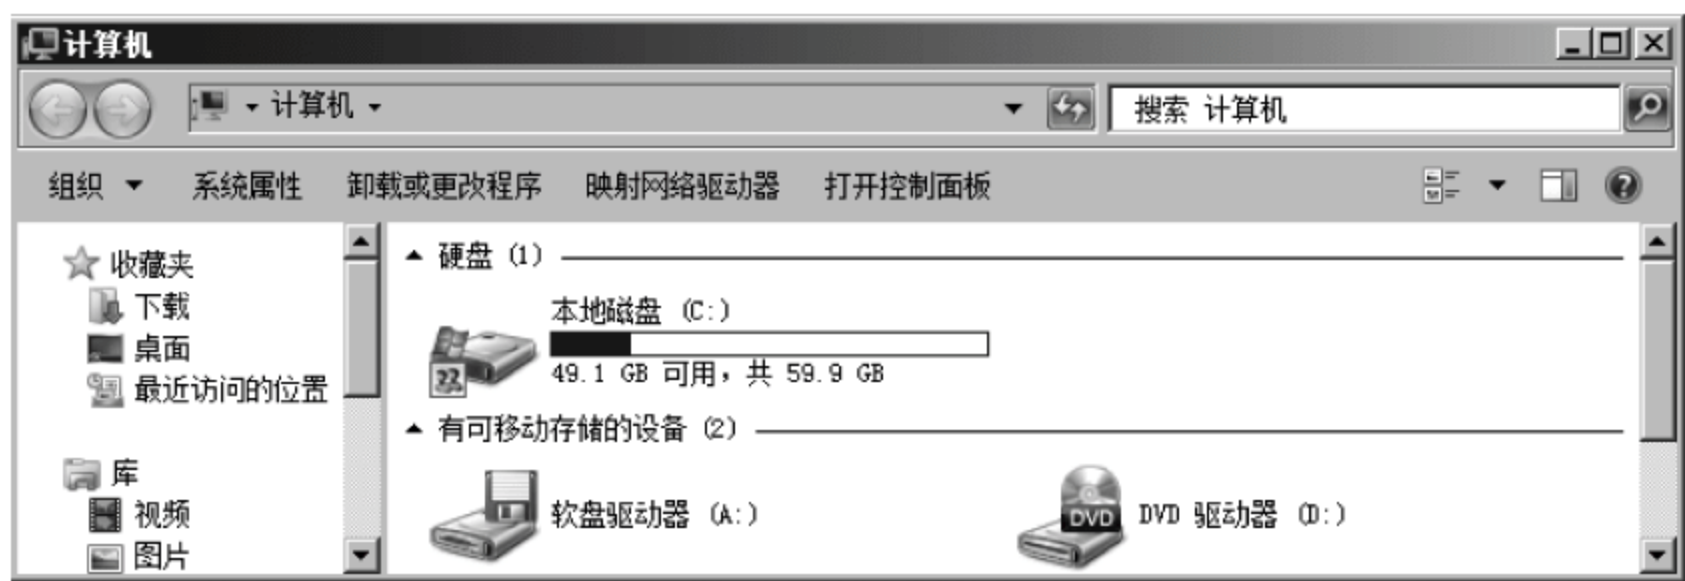 计算机
计算机
搜索 计算机
组织 系统属性 卸载或更改程序 映射网络驱动器 打开控制面板
收藏夹
下载
桌面
最近访问的位置
库
视频
图片
硬盘 (1)
本地磁盘 (C:)
49.1 GB 可用，共 59.9 GB
有可移动存储的设备 (2)
软盘驱动器 (A:)
DVD
DVD 驱动器 (D:)